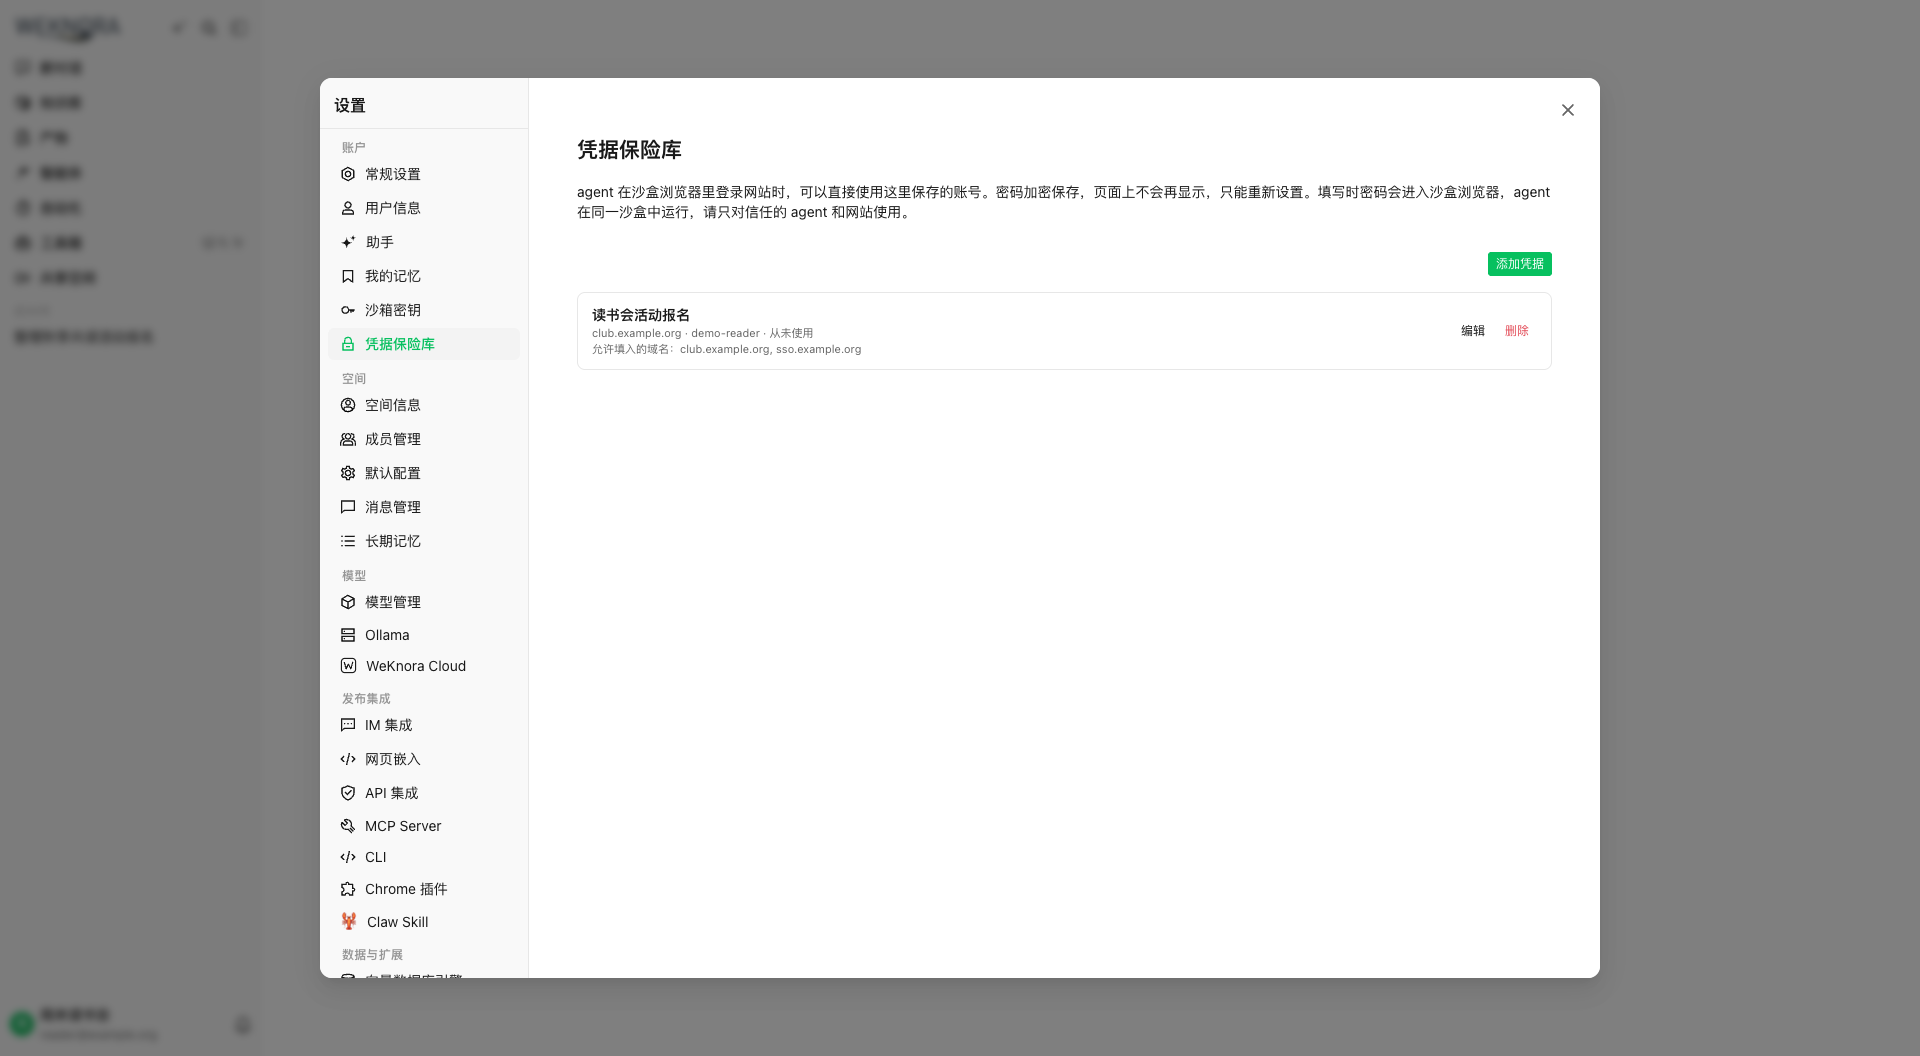 WEKNORA
设置
账户
常规设置
用户信息
助手
我的记忆
沙箱密钥
凭据保险库
空间
空间信息
成员管理
默认配置
消息管理
长期记忆
模型
模型管理
Ollama
WeKnora Cloud
发布集成
IM 集成
网页嵌入
API 集成
MCP Server
CLI
Chrome 插件
Claw Skill
数据与扩展
向量数据库引擎
凭据保险库
agent 在沙盒浏览器里登录网站时，可以直接使用这里保存的账号。密码加密保存，页面上不会再显示，只能重新设置。填写时密码会进入沙盒浏览器，agent
在同一沙盒中运行，请只对信任的 agent 和网站使用。
添加凭据
读书会活动报名
club.example.org · demo-reader · 从未使用
允许填入的域名：club.example.org, sso.example.org
编辑
删除